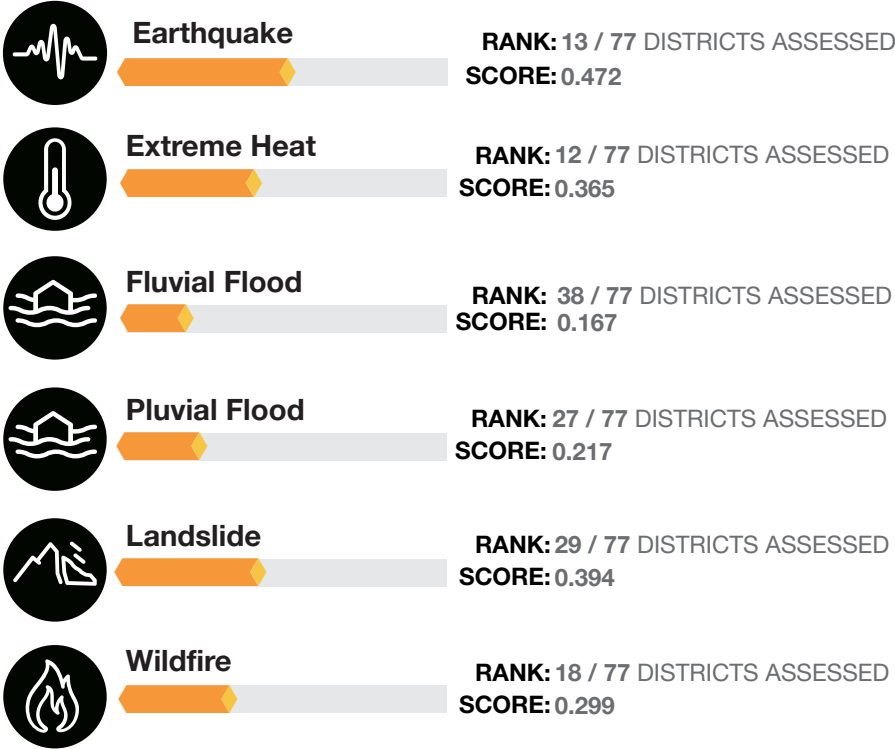 Earthquake
RANK: 13 / 77 DISTRICTS ASSESSED
SCORE: 0.472
Extreme Heat
RANK: 12 / 77 DISTRICTS ASSESSED
SCORE: 0.365
Fluvial Flood
RANK: 38 / 77 DISTRICTS ASSESSED
SCORE: 0.167
Pluvial Flood
RANK: 27 / 77 DISTRICTS ASSESSED
SCORE: 0.217
Landslide
RANK: 29 / 77 DISTRICTS ASSESSED
SCORE: 0.394
Wildfire
RANK: 18 / 77 DISTRICTS ASSESSED
SCORE: 0.299